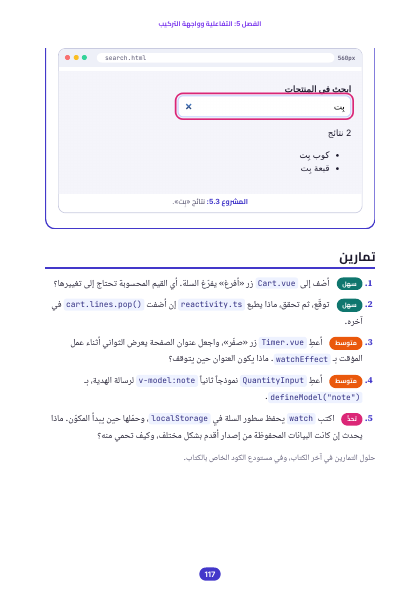 الفصل 5: التفاعلية وواجهة التركيب
search.html
560px
ابحث في المنتجات
پت
2 نتائج
كوب پت
قبعة پت
المشروع 5.3: نتائج «پت».
تمارين
1. سهل أضف إلى Cart.vue زر «أفرغ» يفرّغ السلة. أي القيم المحسوبة تحتاج إلى تغييرها؟
2. سهل توقّع، ثم تحقق، ماذا يطبع reactivity.ts إن أضفت cart.lines.pop() في
آخره.
3. متوسط أعطِ Timer.vue زر «صفّر»، واجعل عنوان الصفحة يعرض الثواني أثناء عمل
المؤقت بـ watchEffect. ماذا يكون العنوان حين يتوقف؟
4. متوسط أعطِ QuantityInput نموذجاً ثانياً v-model:note لرسالة الهدية، بـ
defineModel("note").
5. تحدٍّ اكتب watch يحفظ سطور السلة في localStorage، وحمّلها حين يبدأ المكوّن. ماذا
يحدث إن كانت البيانات المحفوظة من إصدار أقدم بشكل مختلف، وكيف تحمي منه؟
حلول التمارين في آخر الكتاب، وفي مستودع الكود الخاص بالكتاب.
117